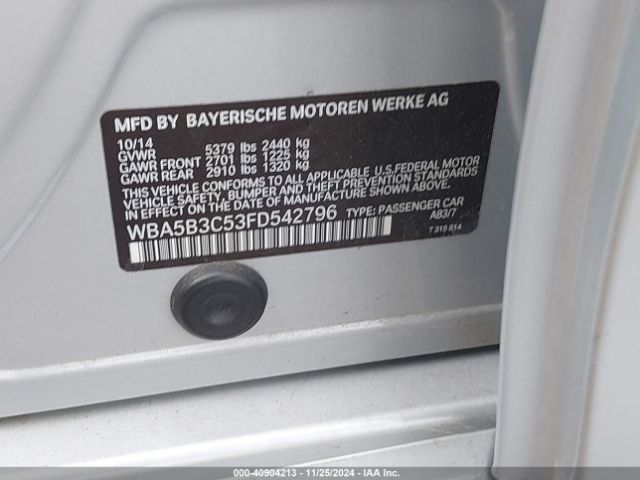 MFD BY BAYERISCHE MOTOREN WERKE AG
10/14
GVWR 5379 lbs 2440 kg
GAWR FRONT 2701 lbs 1225 kg
GAWR REAR 2910 lbs 1320 kg
THIS VEHICLE CONFORMS TO ALL APPLICABLE U.S. FEDERAL MOTOR
VEHICLE SAFETY, BUMPER AND THEFT PREVENTION STANDARDS
IN EFFECT ON THE DATE OF MANUFACTURE SHOWN ABOVE.
WBA5B3C53FD542796 TYPE: PASSENGER CAR
A83/7
7 315 814
000-40904213 - 11/25/2024 - IAA Inc.